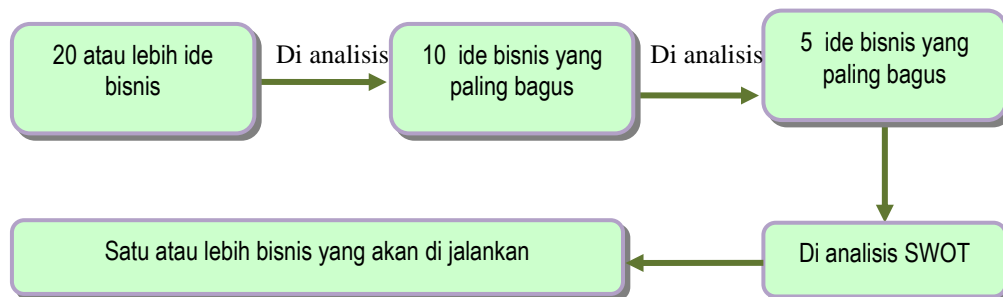 20 atau lebih ide
bisnis
Di analisis
10 ide bisnis yang
paling bagus
Di analisis
5 ide bisnis yang
paling bagus
Di analisis SWOT
Satu atau lebih bisnis yang akan di jalankan